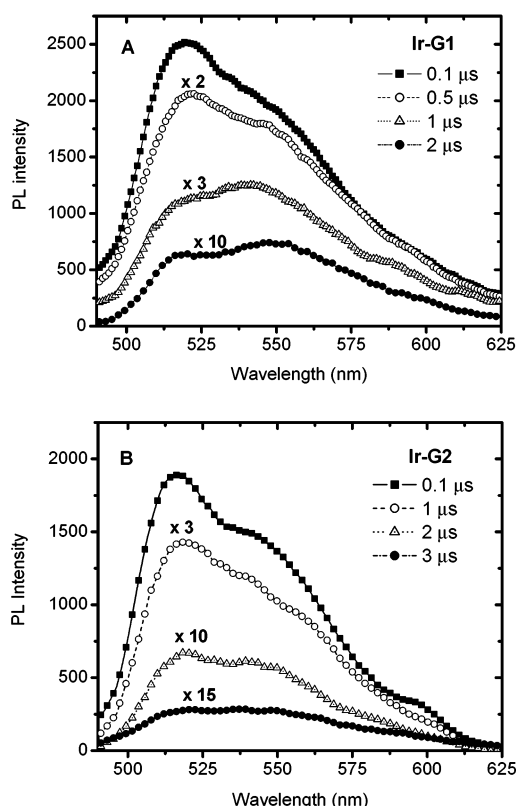 A
Ir-G1
0.1 μs
0.5 μs
1 μs
2 μs
x 2
x 3
x 10
PL intensity
2500
2000
1500
1000
500
0
500 525 550 575 600 625
Wavelength (nm)
B
Ir-G2
0.1 μs
1 μs
2 μs
3 μs
x 3
x 10
x 15
PL Intensity
2000
1500
1000
500
0
500 525 550 575 600 625
Wavelength (nm)